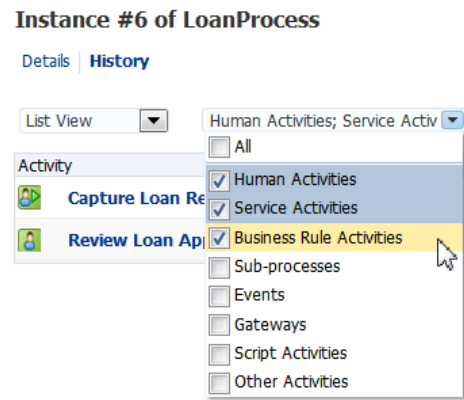 Instance #6 of LoanProcess
Details History
List View
Human Activities; Service Activ
All
Activity
Human Activities
Capture Loan Re
Service Activities
Review Loan Ap
Business Rule Activities
Sub-processes
Events
Gateways
Script Activities
Other Activities